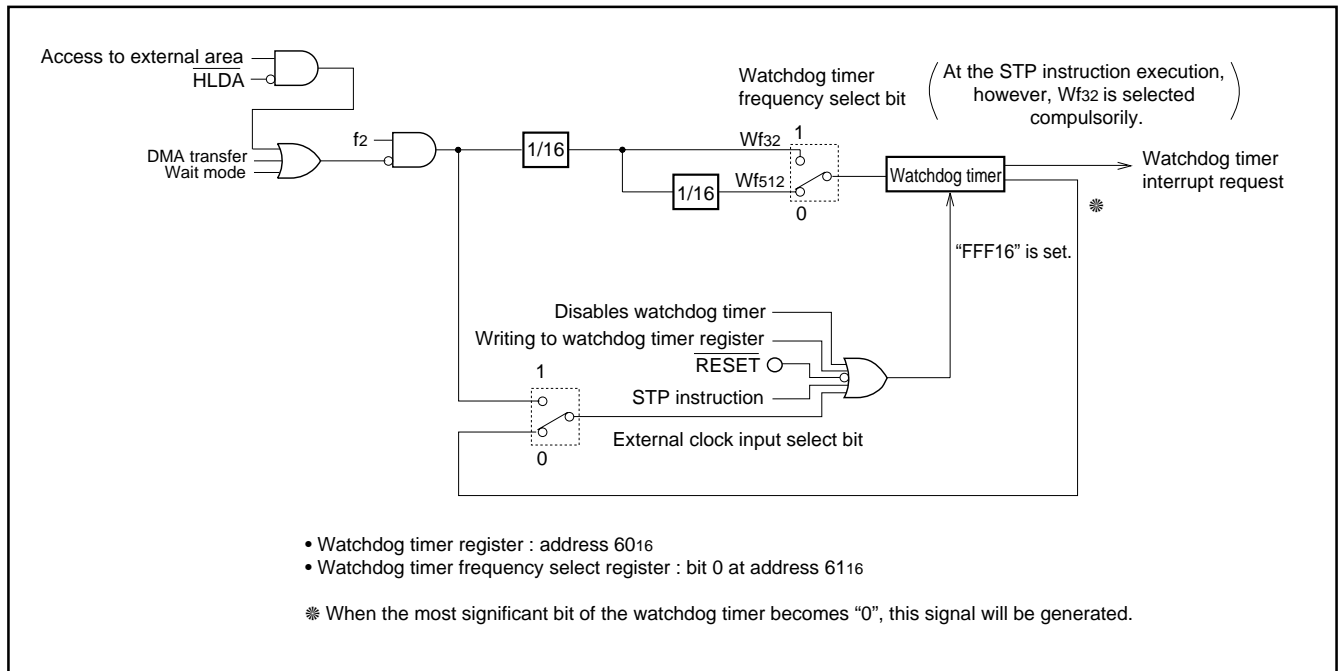 Access to external area
HLDA
DMA transfer
Wait mode
f2
1/16
1/16
Wf32
Wf512
Watchdog timer
frequency select bit
1
0
At the STP instruction execution,
however, Wf32 is selected
compulsorily.
Watchdog timer
Watchdog timer
interrupt request
❋
“FFF16” is set.
Disables watchdog timer
Writing to watchdog timer register
RESET
STP instruction
1
0
External clock input select bit
• Watchdog timer register : address 6016
• Watchdog timer frequency select register : bit 0 at address 6116
❋ When the most significant bit of the watchdog timer becomes “0”, this signal will be generated.